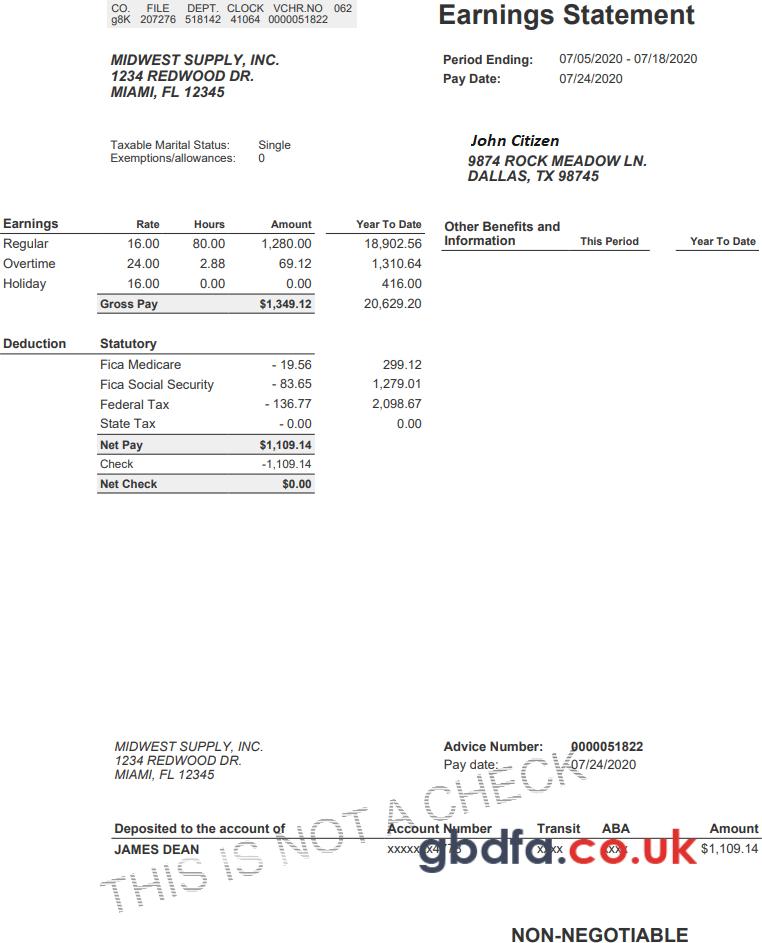 CO. FILE DEPT. CLOCK VCHR.NO 062
g8K 207276 518142 41064 0000051822
Earnings Statement
MIDWEST SUPPLY, INC.
1234 REDWOOD DR.
MIAMI, FL 12345
Period Ending: 07/05/2020 - 07/18/2020
Pay Date: 07/24/2020
Taxable Marital Status: Single
Exemptions/allowances: 0
John Citizen
9874 ROCK MEADOW LN.
DALLAS, TX 98745
Earnings Rate Hours Amount Year To Date
Regular 16.00 80.00 1,280.00 18,902.56
Overtime 24.00 2.88 69.12 1,310.64
Holiday 16.00 0.00 0.00 416.00
Gross Pay $1,349.12 20,629.20
Other Benefits and
Information This Period Year To Date
Deduction Statutory
Fica Medicare - 19.56 299.12
Fica Social Security - 83.65 1,279.01
Federal Tax - 136.77 2,098.67
State Tax - 0.00 0.00
Net Pay $1,109.14
Check -1,109.14
Net Check $0.00
MIDWEST SUPPLY, INC.
1234 REDWOOD DR.
MIAMI, FL 12345
Advice Number: 0000051822
Pay date: 07/24/2020
THIS IS NOT A CHECK
Deposited to the account of Account Number Transit ABA Amount
JAMES DEAN $1,109.14
gbdfa.co.uk
NON-NEGOTIABLE